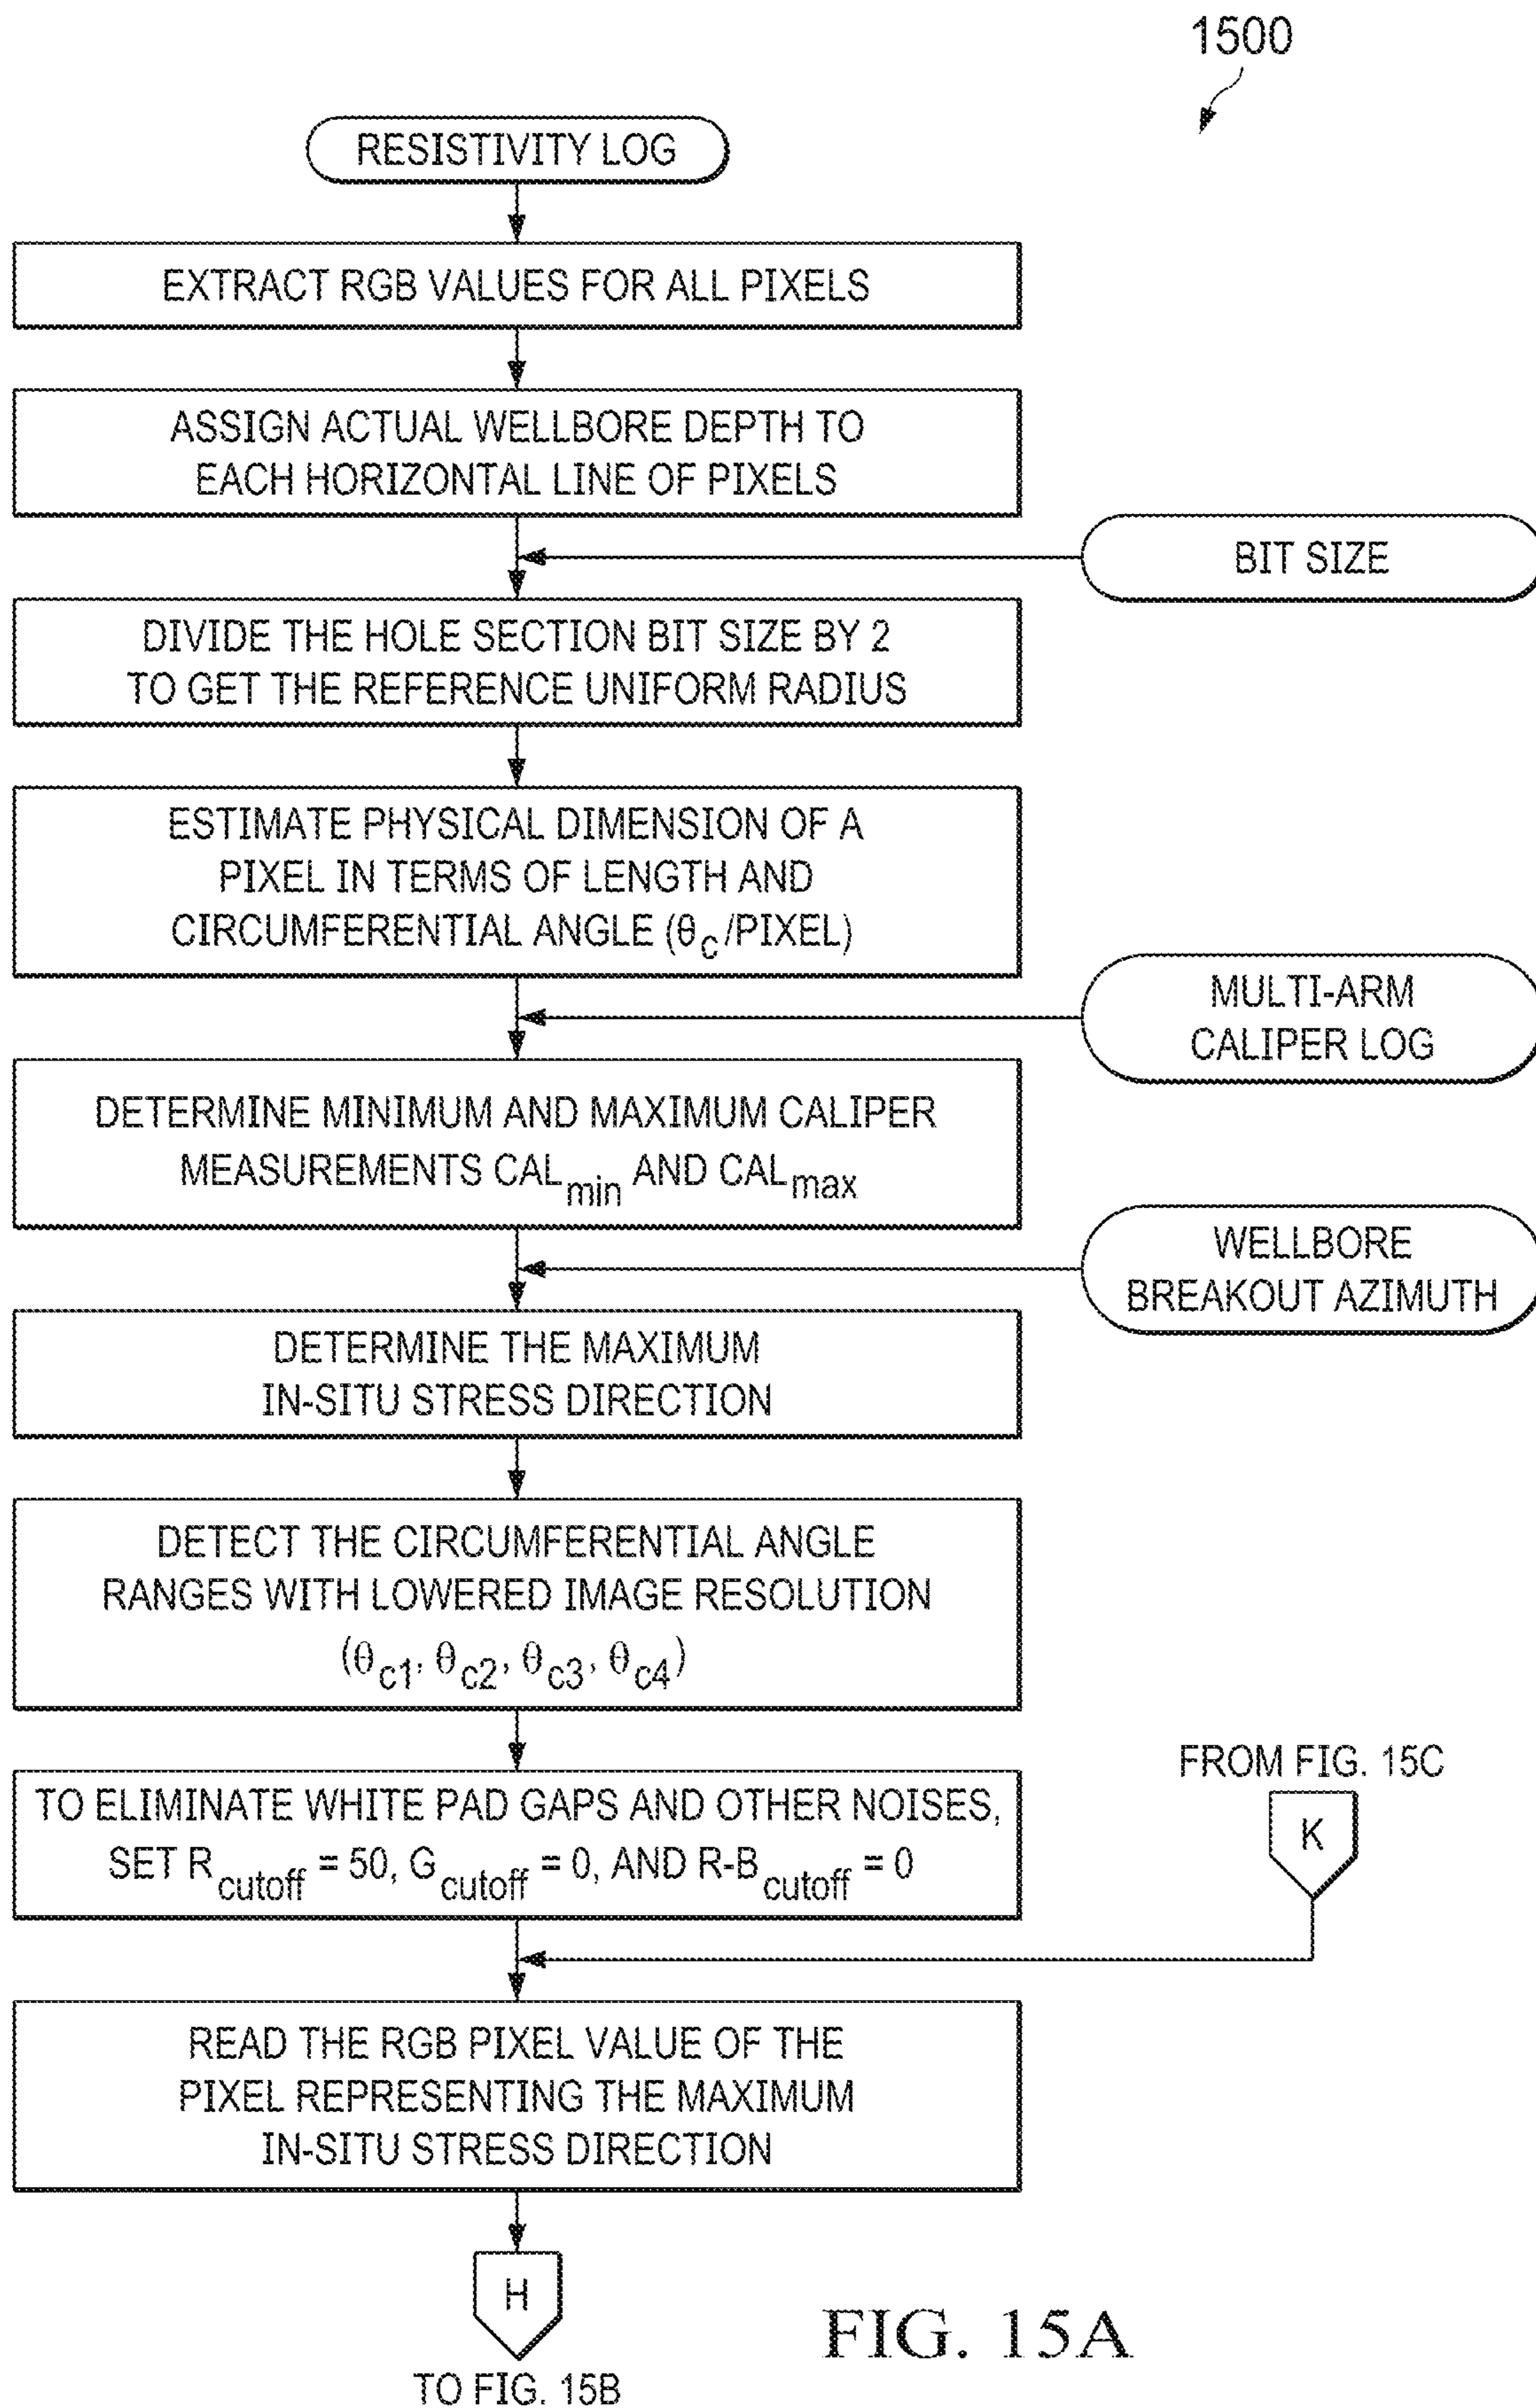 1500
RESISTIVITY LOG
EXTRACT RGB VALUES FOR ALL PIXELS
ASSIGN ACTUAL WELLBORE DEPTH TO
EACH HORIZONTAL LINE OF PIXELS
BIT SIZE
DIVIDE THE HOLE SECTION BIT SIZE BY 2
TO GET THE REFERENCE UNIFORM RADIUS
ESTIMATE PHYSICAL DIMENSION OF A
PIXEL IN TERMS OF LENGTH AND
CIRCUMFERENTIAL ANGLE (θc/PIXEL)
MULTI-ARM
CALIPER LOG
DETERMINE MINIMUM AND MAXIMUM CALIPER
MEASUREMENTS CALmin AND CALmax
WELLBORE
BREAKOUT AZIMUTH
DETERMINE THE MAXIMUM
IN-SITU STRESS DIRECTION
DETECT THE CIRCUMFERENTIAL ANGLE
RANGES WITH LOWERED IMAGE RESOLUTION
(θc1, θc2, θc3, θc4)
TO ELIMINATE WHITE PAD GAPS AND OTHER NOISES,
SET Rcutoff = 50, Gcutoff = 0, AND R-Bcutoff = 0
FROM FIG. 15C
K
READ THE RGB PIXEL VALUE OF THE
PIXEL REPRESENTING THE MAXIMUM
IN-SITU STRESS DIRECTION
H
TO FIG. 15B
FIG. 15A